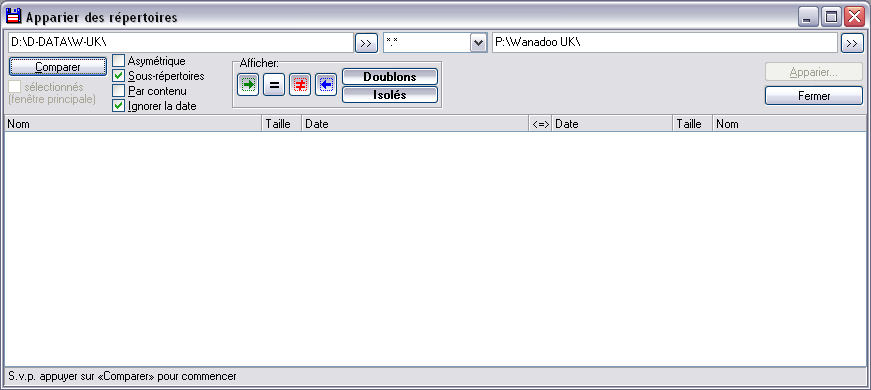 Apparier des répertoires
D:\D-DATA\W-UK\ >> *.* P:\Wanadoo UK\ >>
Comparer
sélectionnés
(fenêtre principale)
Asymétrique
Sous-répertoires
Par contenu
Ignorer la date
Afficher:
= ≠
Doublons
Isolés
Apparier...
Fermer
Nom Taille Date <=> Date Taille Nom
S.v.p. appuyer sur «Comparer» pour commencer